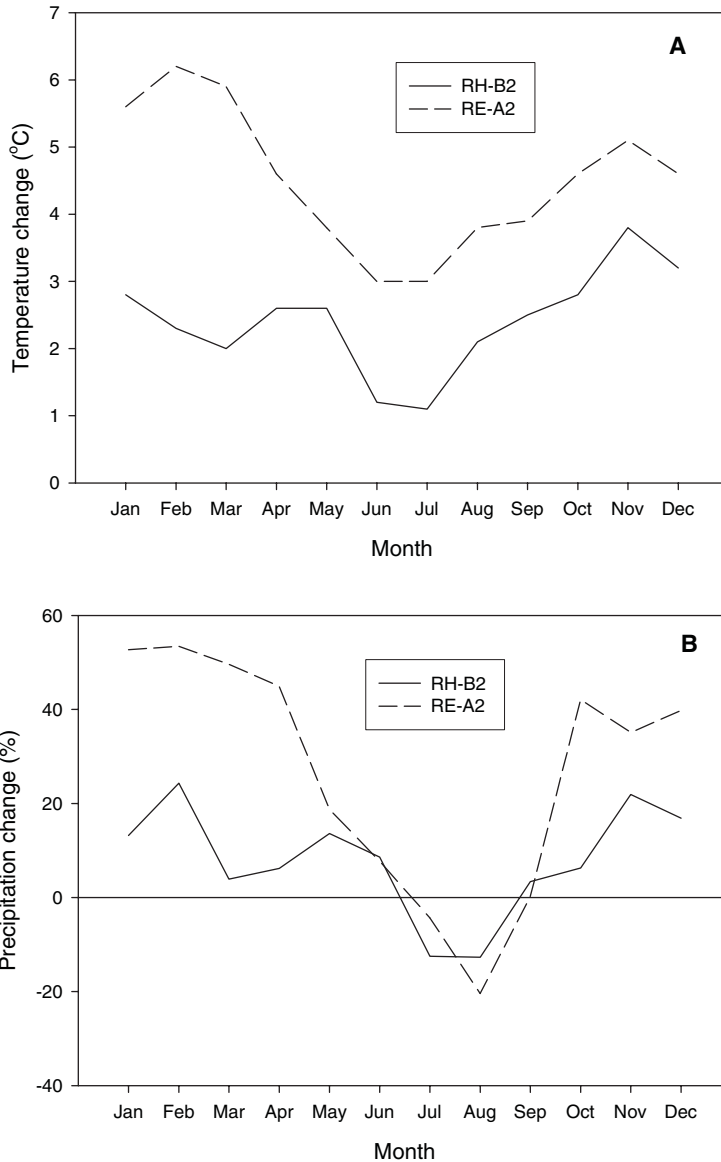 A
7
6
5
4
3
2
1
0
Temperature change (°C)
RH-B2
RE-A2
Jan Feb Mar Apr May Jun Jul Aug Sep Oct Nov Dec
Month
B
60
40
20
0
-20
-40
Precipitation change (%)
RH-B2
RE-A2
Jan Feb Mar Apr May Jun Jul Aug Sep Oct Nov Dec
Month